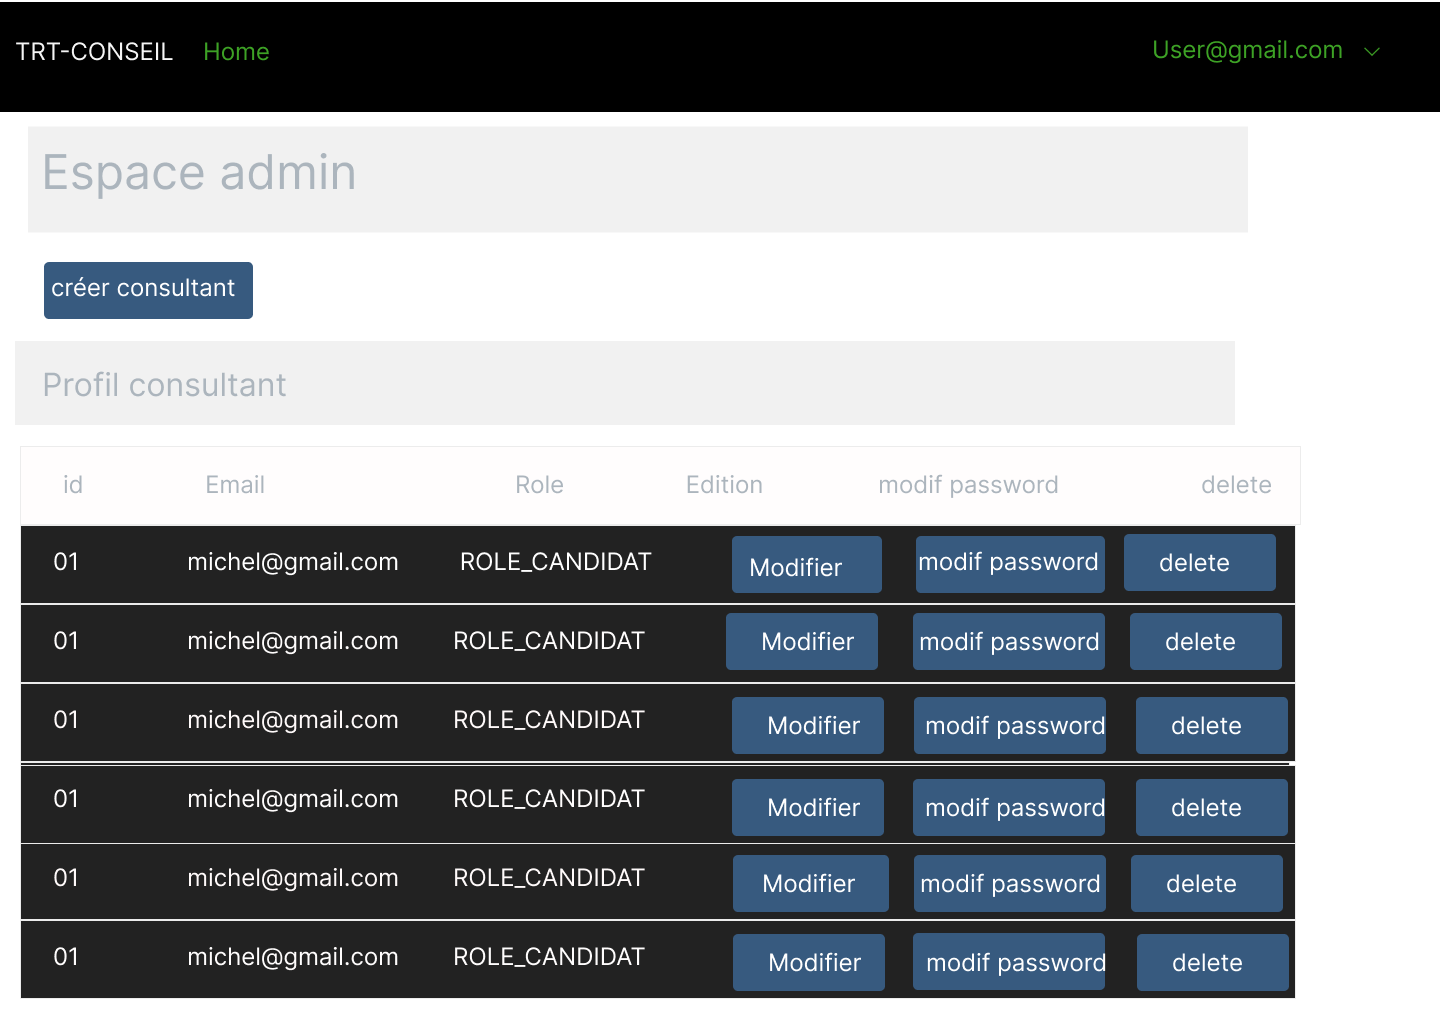 TRT-CONSEIL Home User@gmail.com
Espace admin
créer consultant
Profil consultant
id Email Role Edition modif password delete
01 michel@gmail.com ROLE_CANDIDAT Modifier modif password delete
01 michel@gmail.com ROLE_CANDIDAT Modifier modif password delete
01 michel@gmail.com ROLE_CANDIDAT Modifier modif password delete
01 michel@gmail.com ROLE_CANDIDAT Modifier modif password delete
01 michel@gmail.com ROLE_CANDIDAT Modifier modif password delete
01 michel@gmail.com ROLE_CANDIDAT Modifier modif password delete